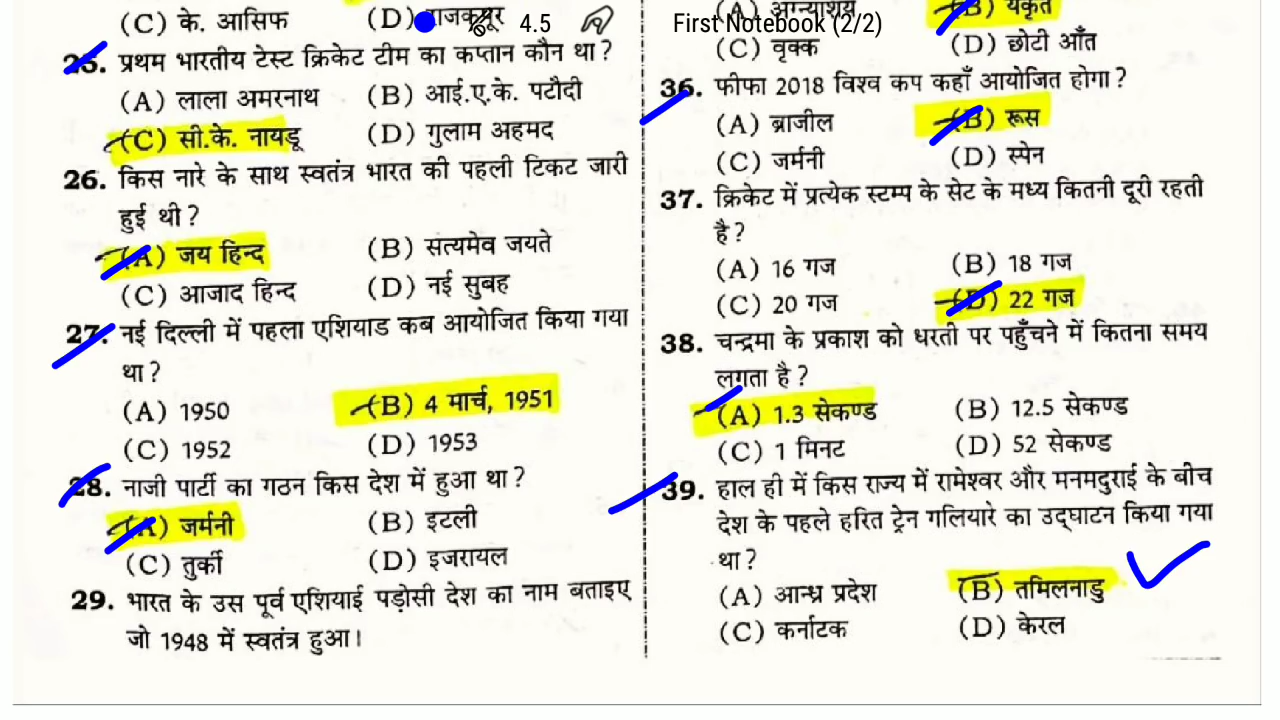 4.5
First Notebook (2/2)
(C) के. आसिफ (D)
25. प्रथम भारतीय टेस्ट क्रिकेट टीम का कप्तान कौन था?
(A) लाला अमरनाथ (B) आई.ए.के. पटौदी
(C) सी.के. नायडू (D) गुलाम अहमद
26. किस नारे के साथ स्वतंत्र भारत की पहली टिकट जारी
हुई थी?
(A) जय हिन्द (B) सत्यमेव जयते
(C) आजाद हिन्द (D) नई सुबह
27. नई दिल्ली में पहला एशियाड कब आयोजित किया गया
था?
(A) 1950 (B) 4 मार्च, 1951
(C) 1952 (D) 1953
28. नाजी पार्टी का गठन किस देश में हुआ था?
(A) जर्मनी (B) इटली
(C) तुर्की (D) इजरायल
29. भारत के उस पूर्व एशियाई पड़ोसी देश का नाम बताइए
जो 1948 में स्वतंत्र हुआ।
(A) अग्न्याशय (B) यकृत
(C) वृक्क (D) छोटी आँत
36. फीफा 2018 विश्व कप कहाँ आयोजित होगा?
(A) ब्राजील (B) रूस
(C) जर्मनी (D) स्पेन
37. क्रिकेट में प्रत्येक स्टम्प के सेट के मध्य कितनी दूरी रहती
है?
(A) 16 गज (B) 18 गज
(C) 20 गज (D) 22 गज
38. चन्द्रमा के प्रकाश को धरती पर पहुँचने में कितना समय
लगता है?
(A) 1.3 सेकण्ड (B) 12.5 सेकण्ड
(C) 1 मिनट (D) 52 सेकण्ड
39. हाल ही में किस राज्य में रामेश्वर और मनमदुराई के बीच
देश के पहले हरित ट्रेन गलियारे का उद्घाटन किया गया
था?
(A) आन्ध्र प्रदेश (B) तमिलनाडु
(C) कर्नाटक (D) केरल